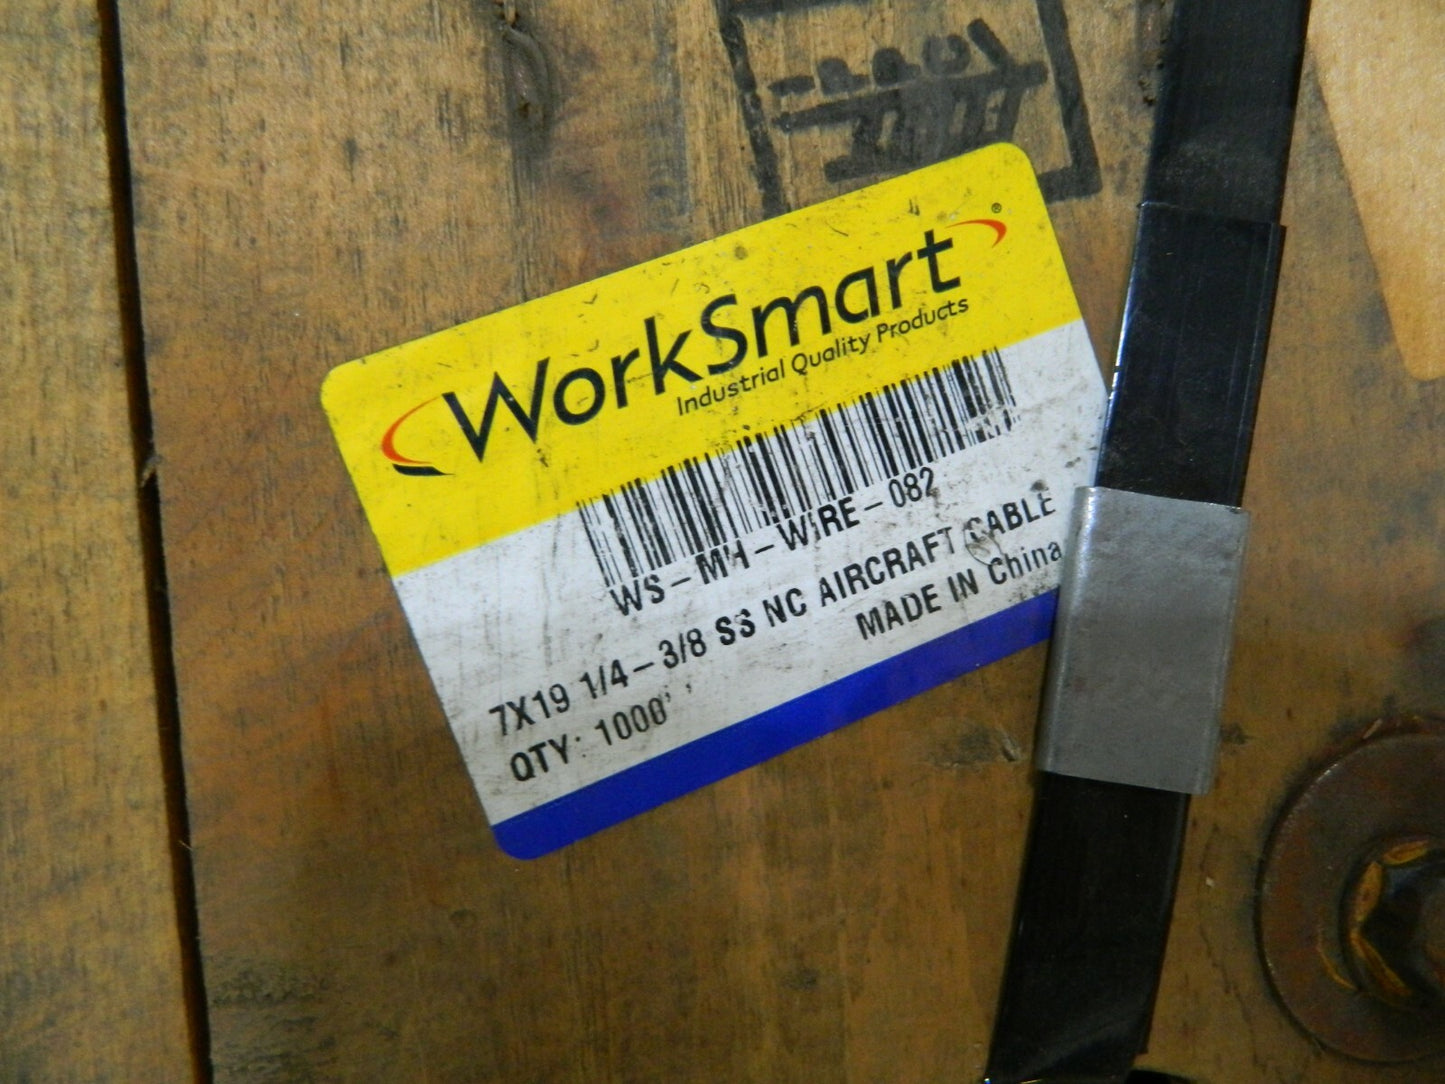 WorkSmart®
Industrial Quality Products
WS-MH-WIRE-082
7X19 1/4-3/8 SS NC AIRCRAFT CABLE
MADE IN China
QTY: 1000'